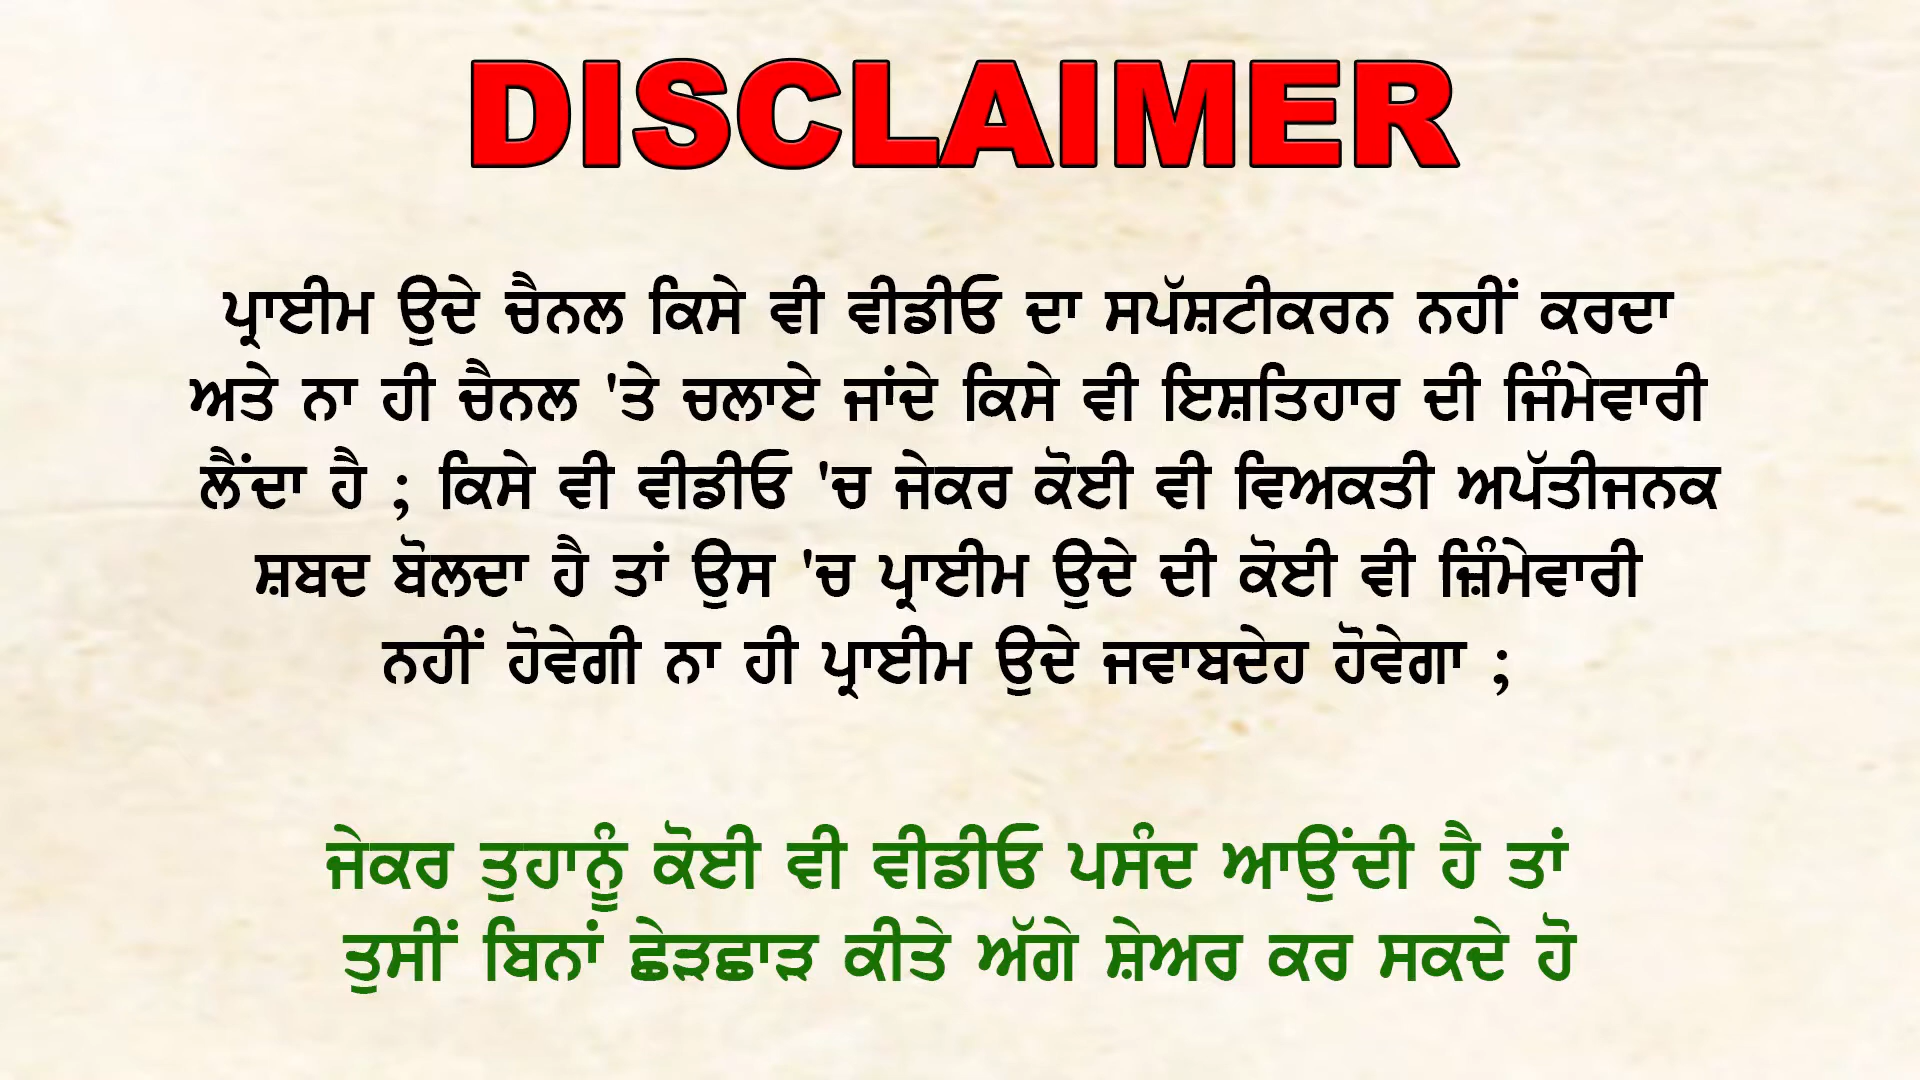 DISCLAIMER
ਪ੍ਰਾਈਮ ਉਦੇ ਚੈਨਲ ਕਿਸੇ ਵੀ ਵੀਡੀਓ ਦਾ ਸਪੱਸ਼ਟੀਕਰਨ ਨਹੀਂ ਕਰਦਾ
ਅਤੇ ਨਾ ਹੀ ਚੈਨਲ 'ਤੇ ਚਲਾਏ ਜਾਂਦੇ ਕਿਸੇ ਵੀ ਇਸ਼ਤਿਹਾਰ ਦੀ ਜਿੰਮੇਵਾਰੀ
ਲੈਂਦਾ ਹੈ ; ਕਿਸੇ ਵੀ ਵੀਡੀਓ 'ਚ ਜੇਕਰ ਕੋਈ ਵੀ ਵਿਅਕਤੀ ਅਪੱਤੀਜਨਕ
ਸ਼ਬਦ ਬੋਲਦਾ ਹੈ ਤਾਂ ਉਸ 'ਚ ਪ੍ਰਾਈਮ ਉਦੇ ਦੀ ਕੋਈ ਵੀ ਜ਼ਿੰਮੇਵਾਰੀ
ਨਹੀਂ ਹੋਵੇਗੀ ਨਾ ਹੀ ਪ੍ਰਾਈਮ ਉਦੇ ਜਵਾਬਦੇਹ ਹੋਵੇਗਾ ;
ਜੇਕਰ ਤੁਹਾਨੂੰ ਕੋਈ ਵੀ ਵੀਡੀਓ ਪਸੰਦ ਆਉਂਦੀ ਹੈ ਤਾਂ
ਤੁਸੀਂ ਬਿਨਾਂ ਛੇੜਛਾੜ ਕੀਤੇ ਅੱਗੇ ਸ਼ੇਅਰ ਕਰ ਸਕਦੇ ਹੋ